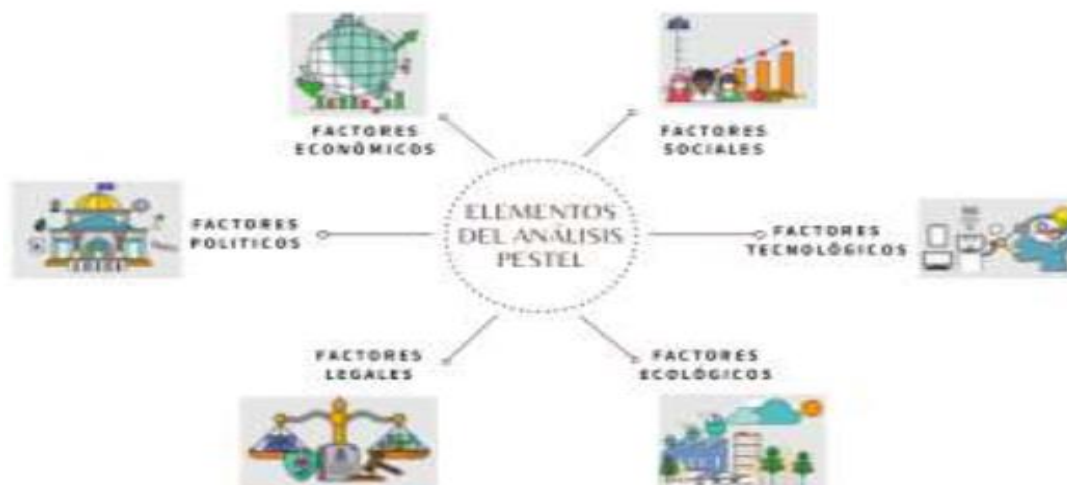 FACTORES
ECONÓMICOS
FACTORES
SOCIALES
FACTORES
POLITICOS
ELEMENTOS
DEL ANÁLISIS
PESTEL
FACTORES
TECNOLÓGICOS
FACTORES
LEGALES
FACTORES
ECOLÓGICOS